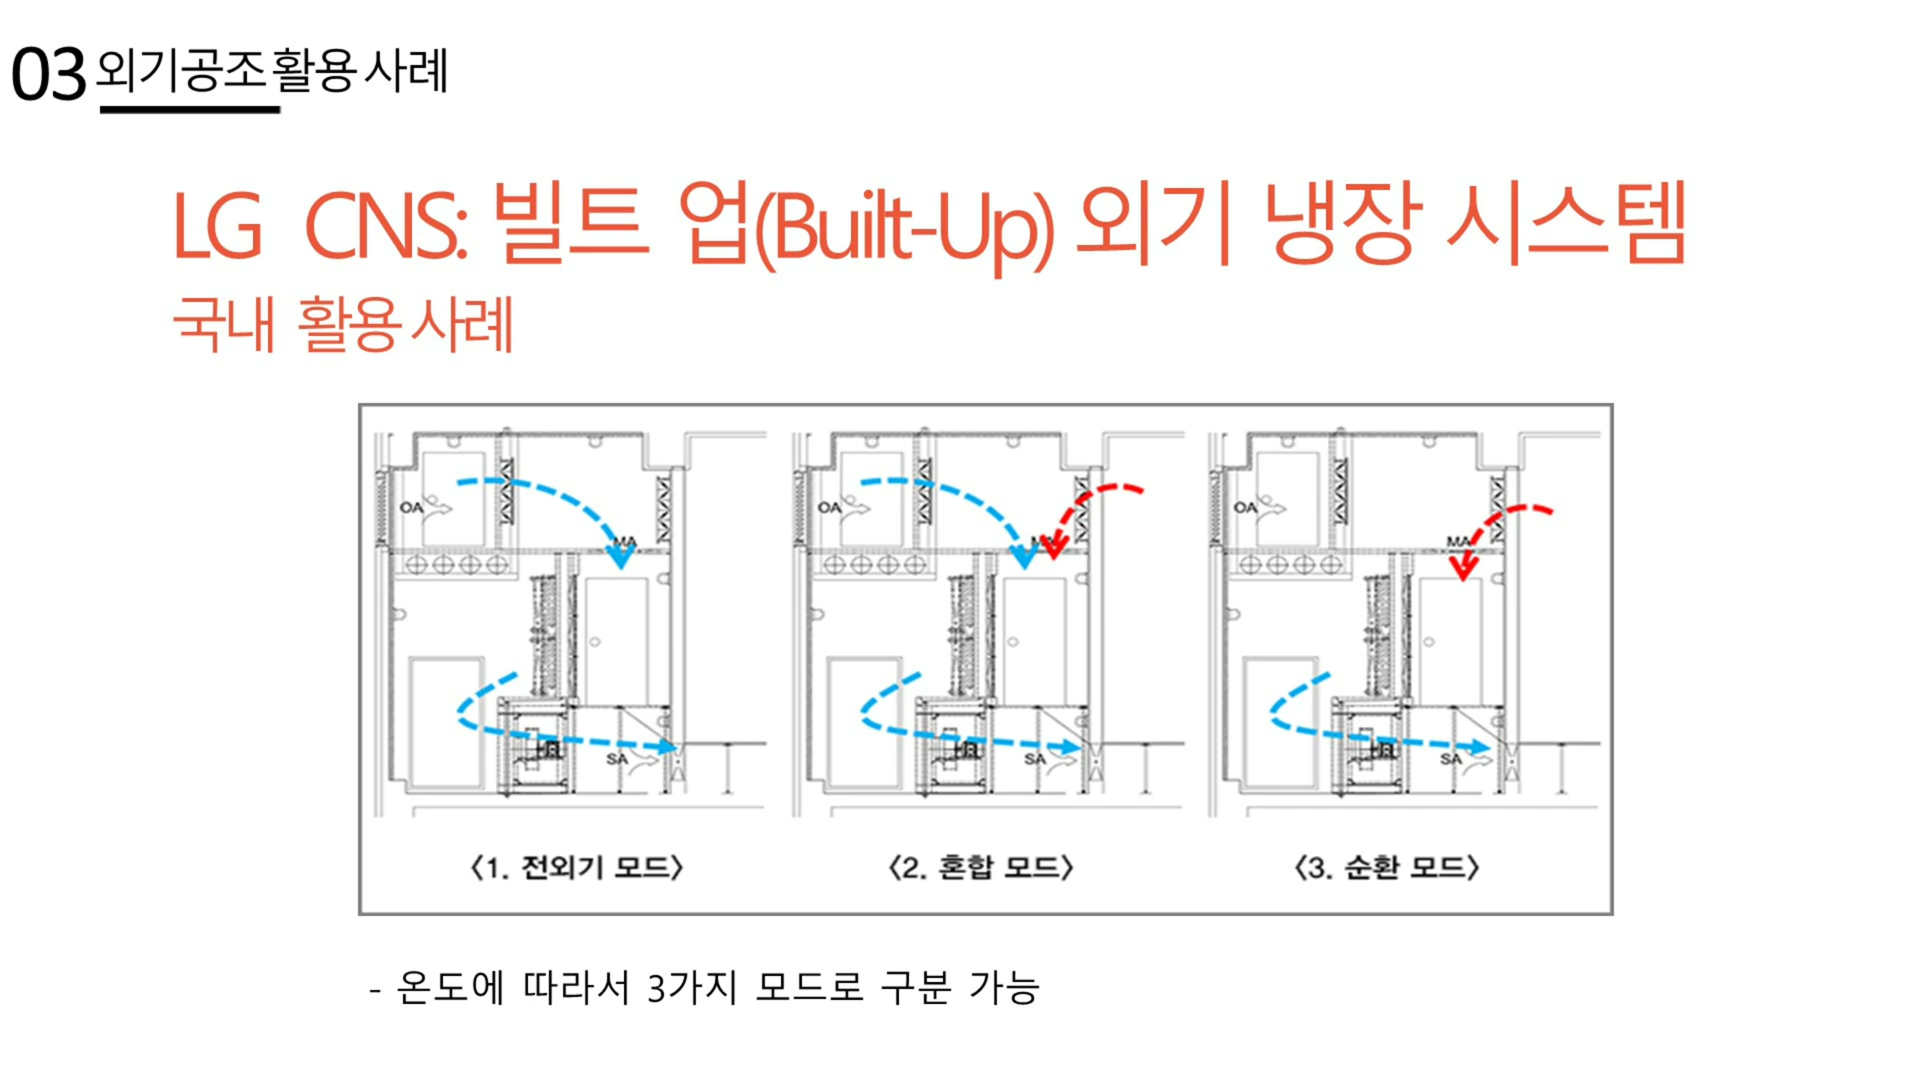 03 외기공조 활용 사례
LG CNS: 빌트 업(Built-Up) 외기 냉장 시스템
국내 활용 사례
OA
MA
SA
OA
MA
SA
OA
MA
SA
<1. 전외기 모드>
<2. 혼합 모드>
<3. 순환 모드>
- 온도에 따라서 3가지 모드로 구분 가능